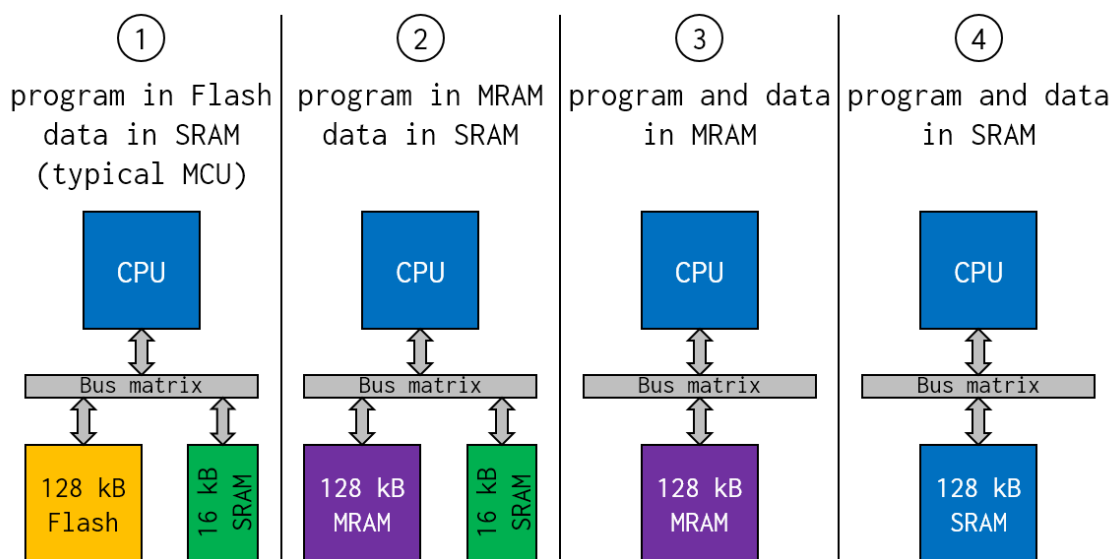 1
program in Flash
data in SRAM
(typical MCU)
CPU
Bus matrix
128 kB
Flash
16 kB
SRAM
2
program in MRAM
data in SRAM
CPU
Bus matrix
128 kB
MRAM
16 kB
SRAM
3
program and data
in MRAM
CPU
Bus matrix
128 kB
MRAM
4
program and data
in SRAM
CPU
Bus matrix
128 kB
SRAM